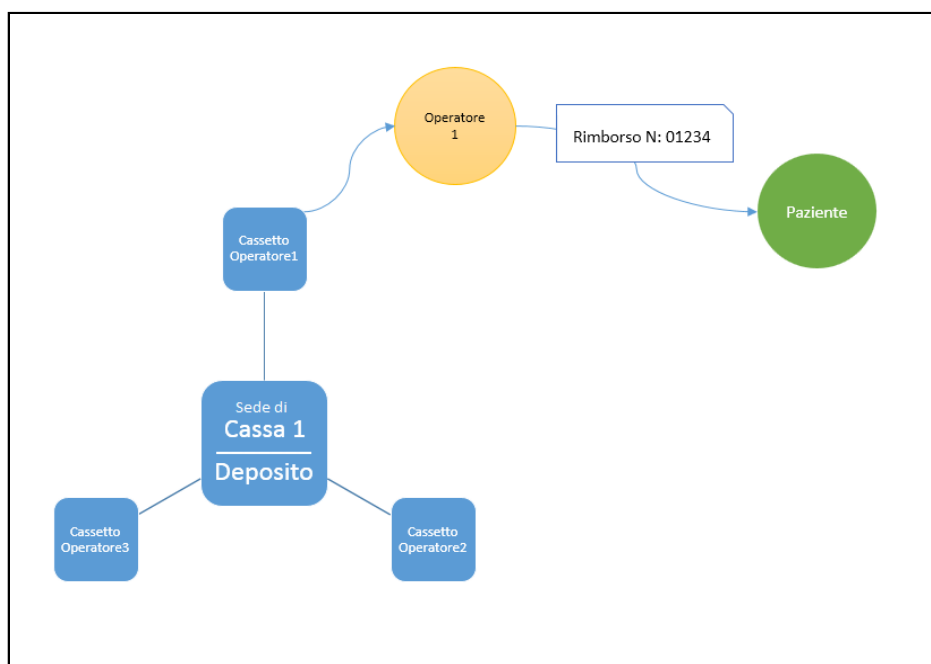 Operatore
1
Rimborso N: 01234
Paziente
Cassetto
Operatore1
Sede di
Cassa 1
Deposito
Cassetto
Operatore3
Cassetto
Operatore2